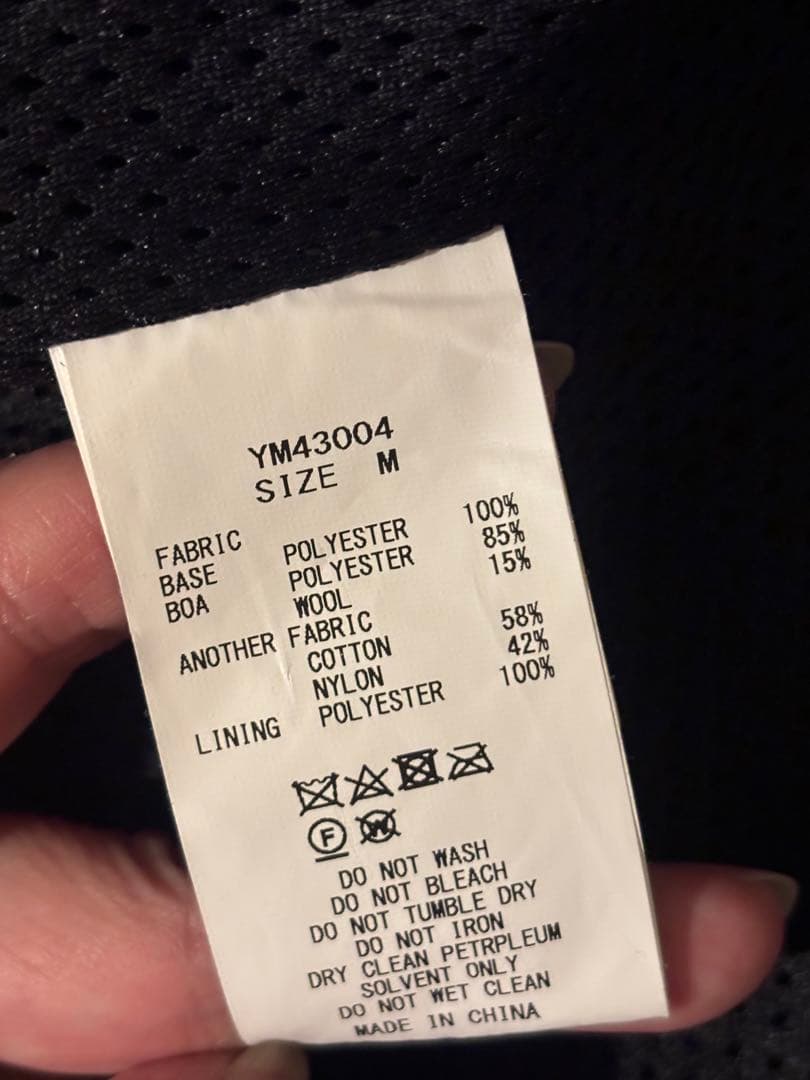 YM43004
SIZE M
FABRIC
BASE POLYESTER 100%
BOA POLYESTER 85%
WOOL 15%
ANOTHER FABRIC
COTTON 58%
NYLON 42%
LINING POLYESTER 100%
F W
DO NOT WASH
DO NOT BLEACH
DO NOT TUMBLE DRY
DO NOT IRON
DRY CLEAN PETRPLEUM
SOLVENT ONLY
DO NOT WET CLEAN
MADE IN CHINA